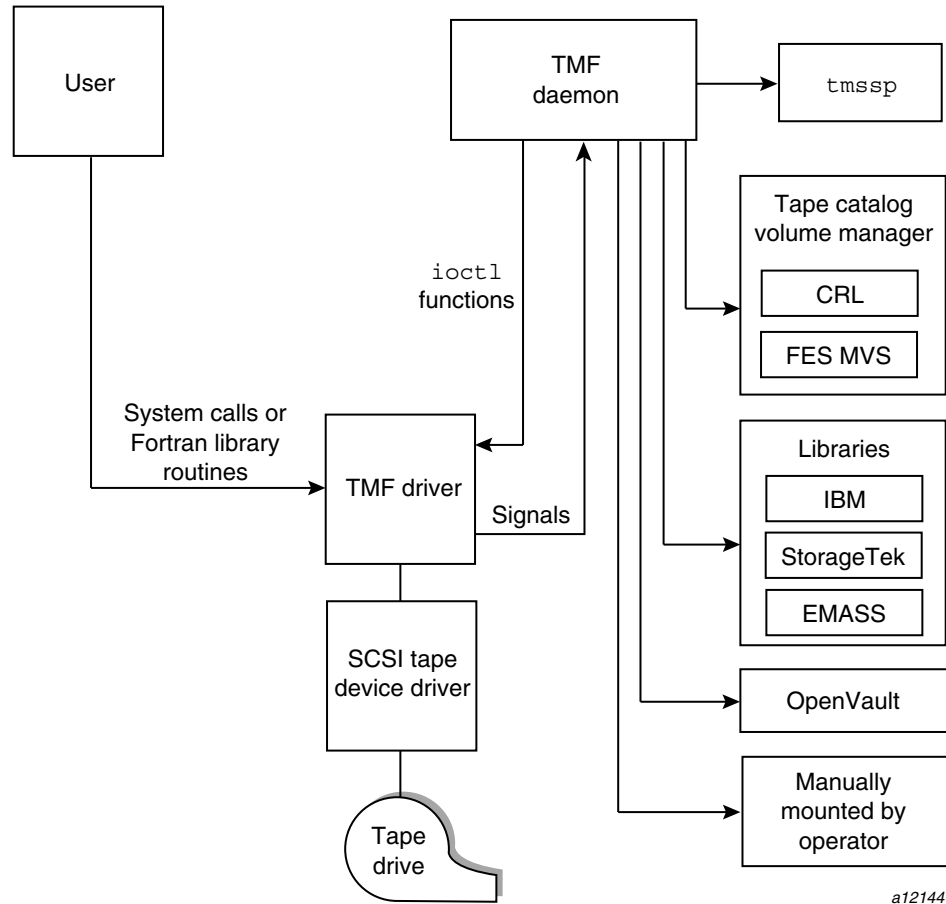 User
TMF
daemon
tmssp
Tape catalog
volume manager
CRL
FES MVS
ioctl
functions
System calls or
Fortran library
routines
TMF driver
Signals
Libraries
IBM
StorageTek
EMASS
SCSI tape
device driver
OpenVault
Manually
mounted by
operator
Tape
drive
a12144